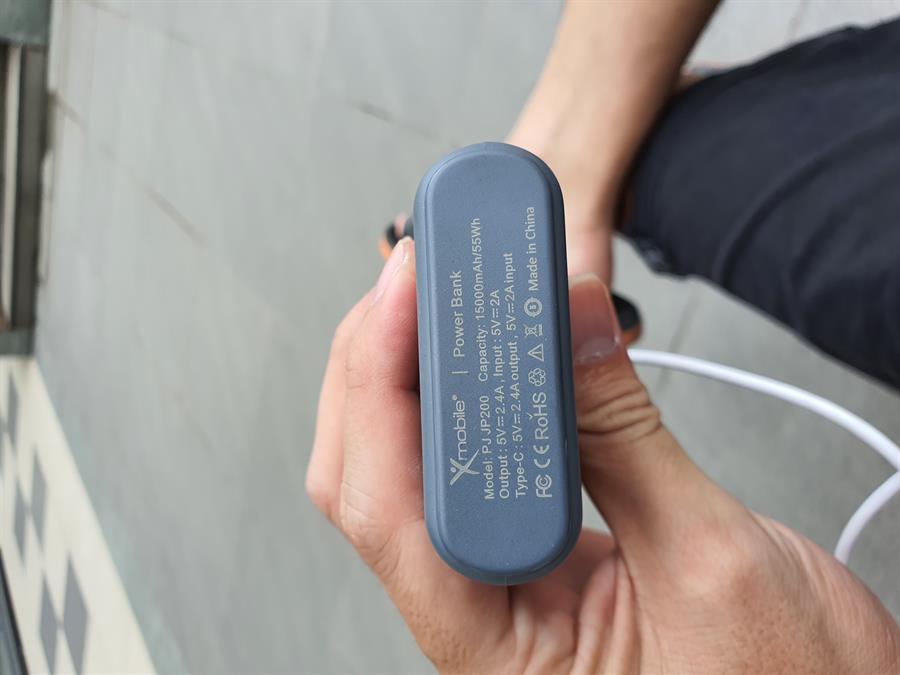 Xmobile® | Power Bank
Model: PJ JP200 Capacity: 15000mAh/55Wh
Output : 5V⎓2.4A , Input : 5V⎓2A
Type-C : 5V⎓2.4A output , 5V⎓2A input
FC CE RoHS Made in China